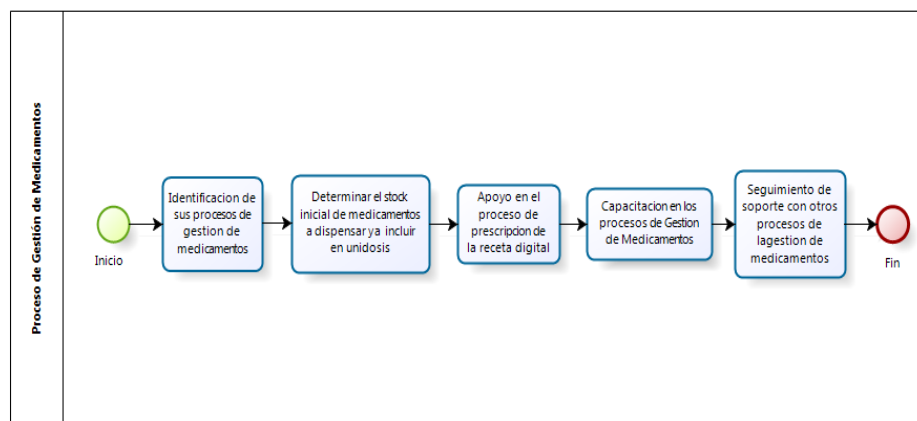 Proceso de Gestión de Medicamentos
Inicio
Identificacion de
sus procesos de
gestion de
medicamentos
Determinar el stock
inicial de medicamentos
a dispensar ya incluir
en unidosis
Apoyo en el
proceso de
prescripcion de
la receta digital
Capacitacion en los
procesos de Gestion
de Medicamentos
Seguimiento de
soporte con otros
procesos de
lagestion de
medicamentos
Fin